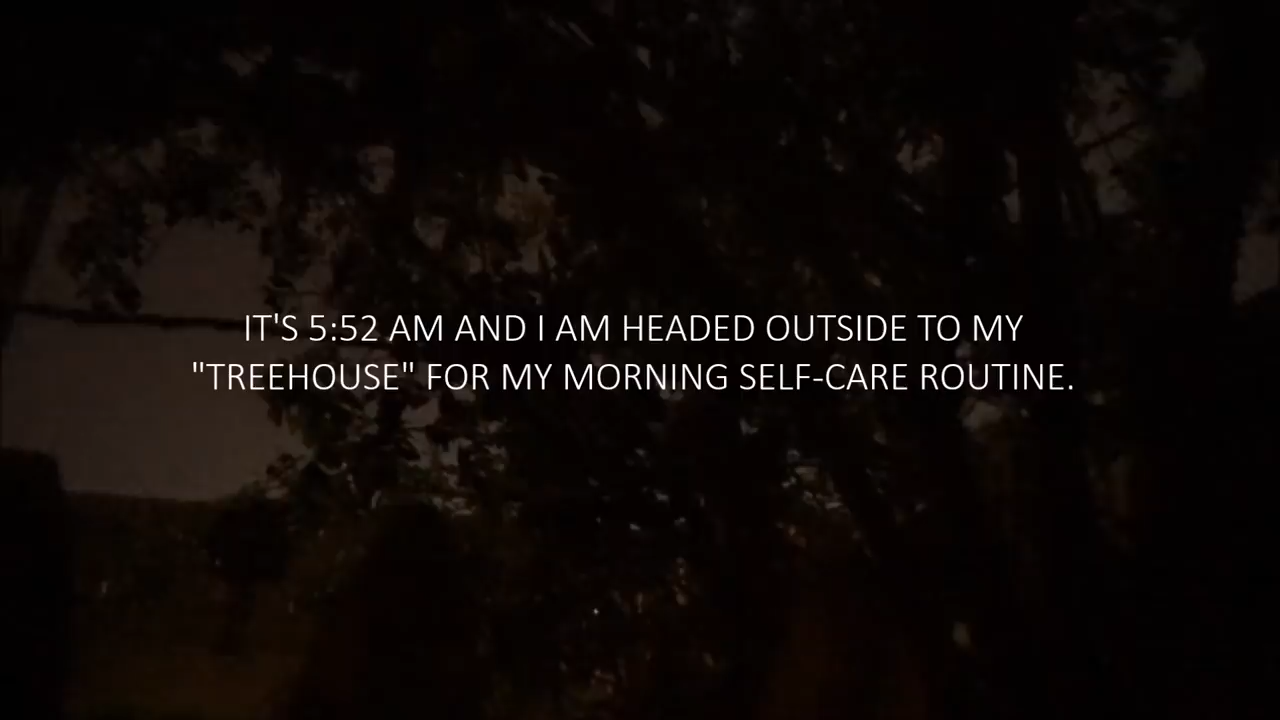 IT'S 5:52 AM AND I AM HEADED OUTSIDE TO MY
"TREEHOUSE" FOR MY MORNING SELF-CARE ROUTINE.